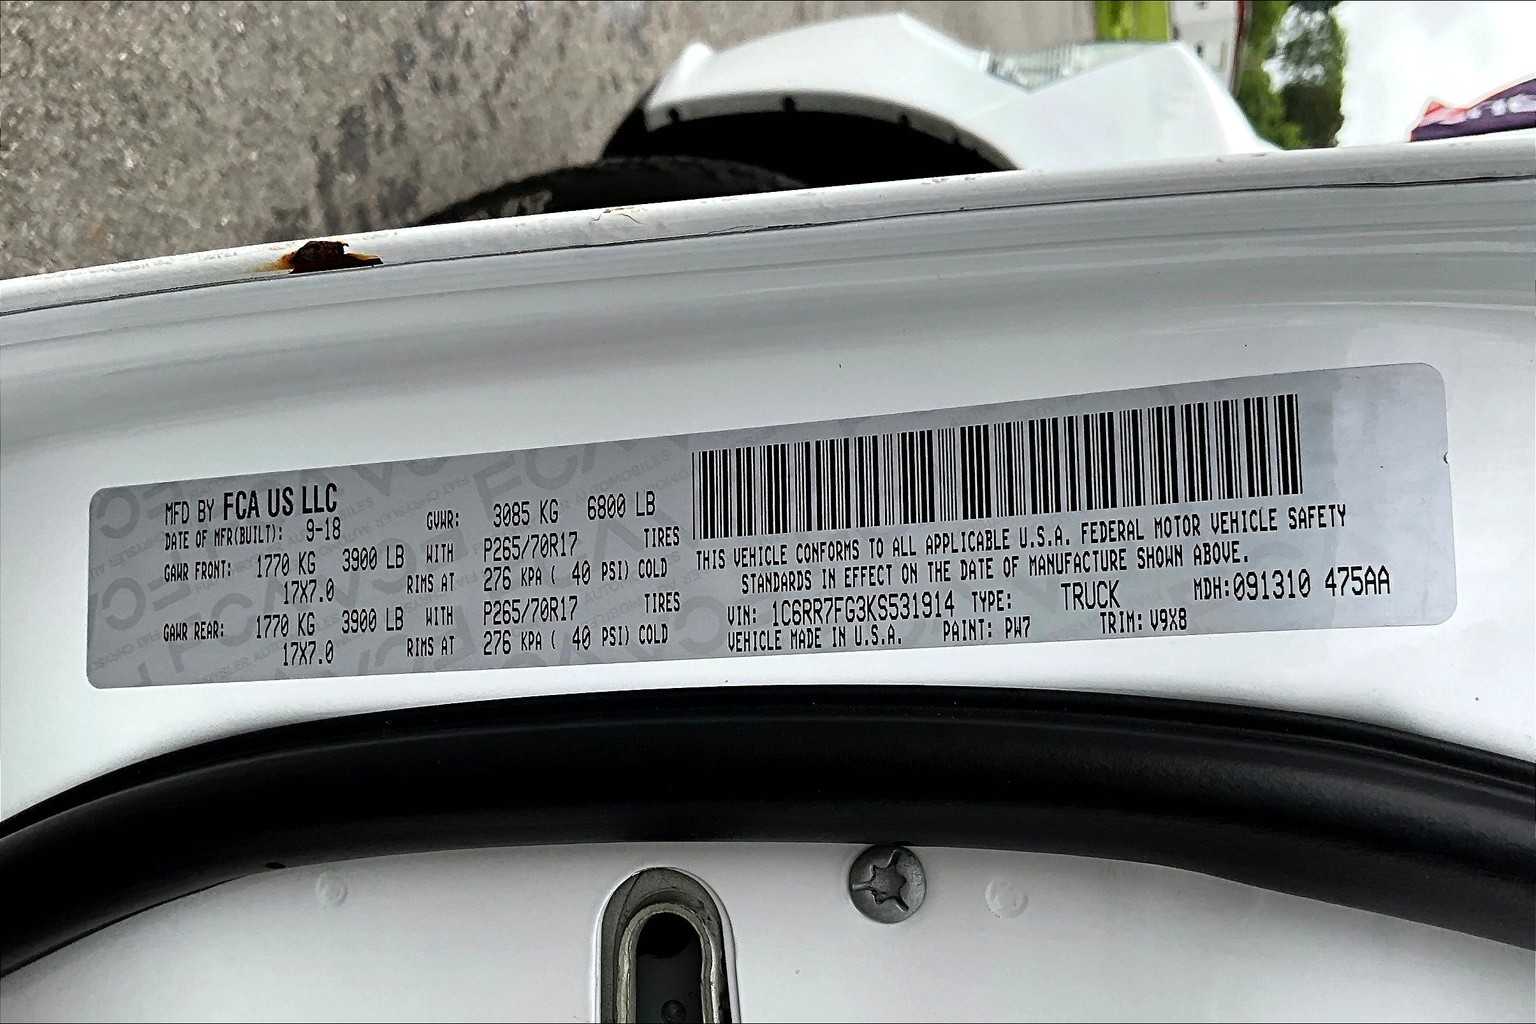 MFD BY FCA US LLC
DATE OF MFR(BUILT): 9-18 GVWR: 3085 KG 6800 LB
GAWR FRONT: 1770 KG 3900 LB WITH P265/70R17 TIRES
17X7.0 RIMS AT 276 KPA ( 40 PSI) COLD
GAWR REAR: 1770 KG 3900 LB WITH P265/70R17 TIRES
17X7.0 RIMS AT 276 KPA ( 40 PSI) COLD
THIS VEHICLE CONFORMS TO ALL APPLICABLE U.S.A. FEDERAL MOTOR VEHICLE SAFETY
STANDARDS IN EFFECT ON THE DATE OF MANUFACTURE SHOWN ABOVE.
VIN: 1C6RR7FG3KS531914 TYPE: TRUCK MDH:091310 475AA
VEHICLE MADE IN U.S.A. PAINT: PW7 TRIM: V9X8